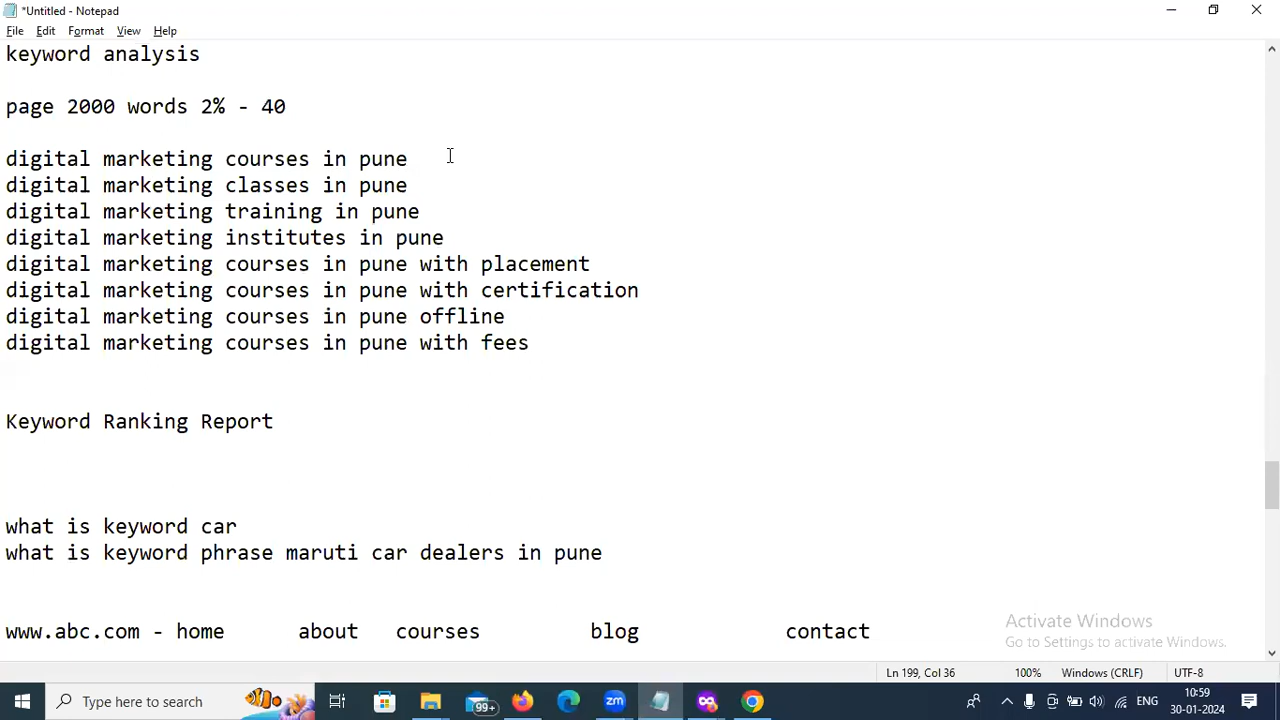 *Untitled - Notepad
File Edit Format View Help
keyword analysis
page 2000 words 2% - 40
digital marketing courses in pune
digital marketing classes in pune
digital marketing training in pune
digital marketing institutes in pune
digital marketing courses in pune with placement
digital marketing courses in pune with certification
digital marketing courses in pune offline
digital marketing courses in pune with fees
Keyword Ranking Report
what is keyword car
what is keyword phrase maruti car dealers in pune
www.abc.com - home about courses blog contact
Activate Windows
Go to Settings to activate Windows.
Ln 199, Col 36 100% Windows (CRLF) UTF-8
Type here to search 99+ zm ENG 10:59
30-01-2024